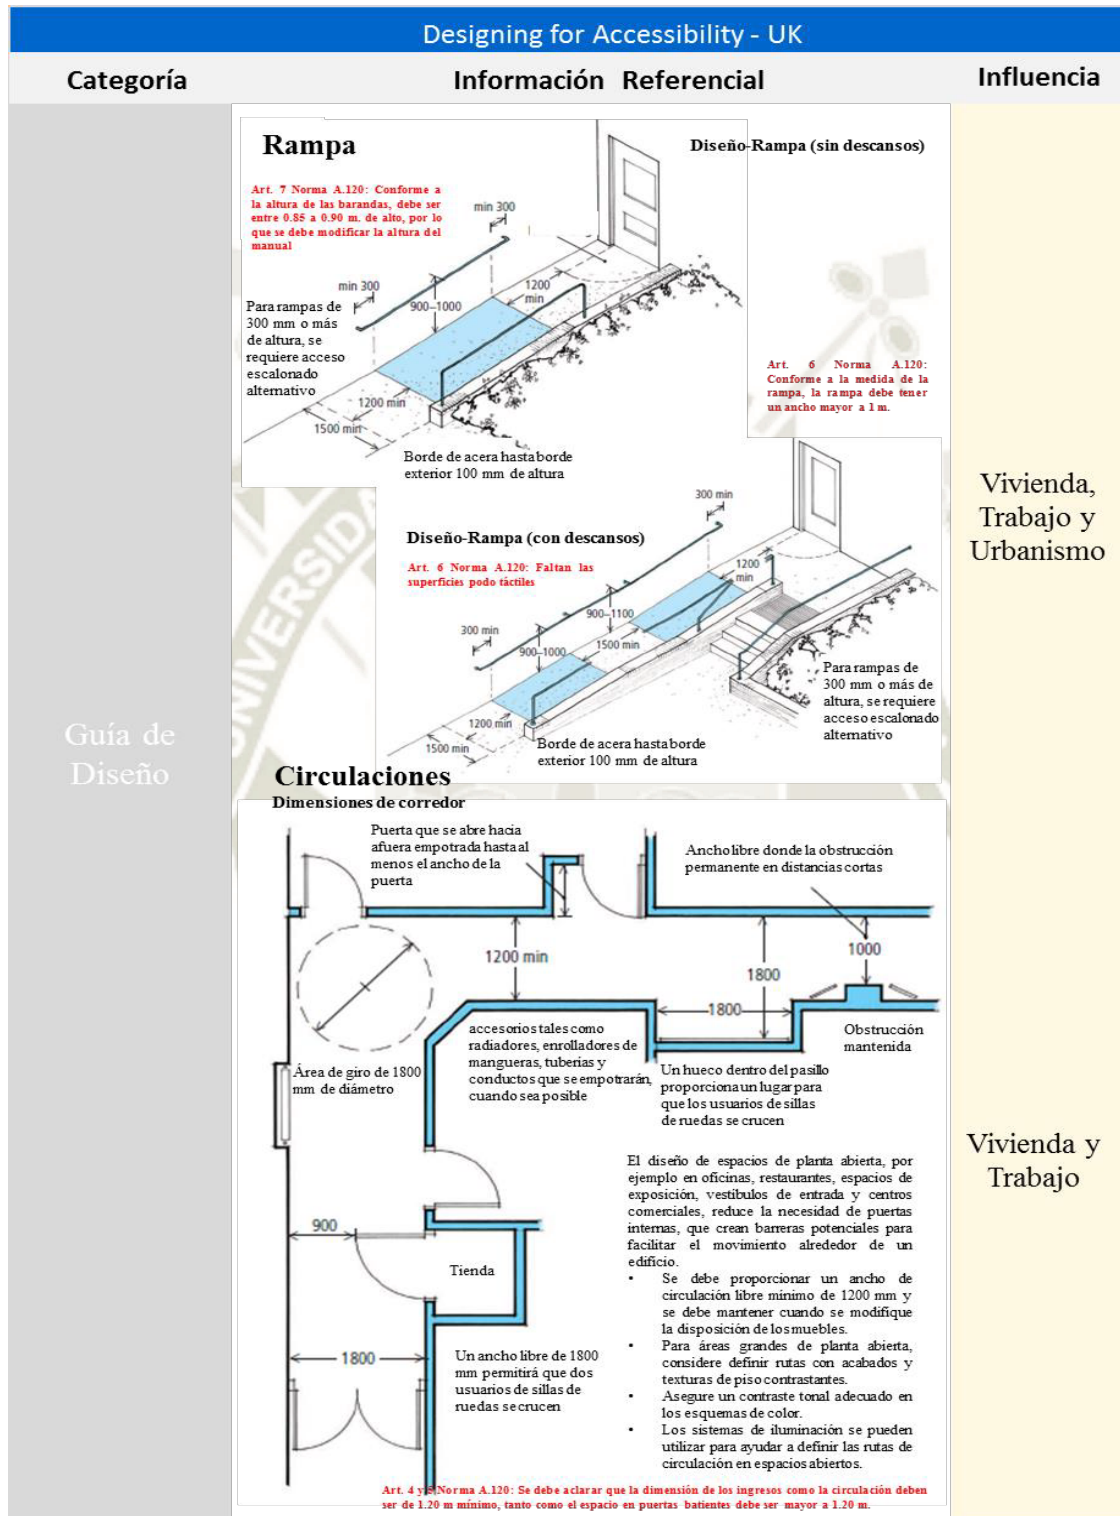 Designing for Accessibility - UK
Categoría
Información Referencial
Influencia
Guía de
Diseño
Rampa
Diseño-Rampa (sin descansos)
Art. 7 Norma A.120: Conforme a
la altura de las barandas, debe ser
entre 0.85 a 0.90 m. de alto, por lo
que se debe modificar la altura del
manual
min 300
min 300
900–1000
1200
min
Para rampas de
300 mm o más
de altura, se
requiere acceso
escalonado
alternativo
1200 min
1500 min
Borde de acera hasta borde
exterior 100 mm de altura
Art. 6 Norma A.120:
Conforme a la medida de la
rampa, la rampa debe tener
un ancho mayor a 1 m.
Diseño-Rampa (con descansos)
Art. 6 Norma A.120: Faltan las
superficies podo táctiles
300 min
1200
min
900–1100
300 min
1500 min
900–1000
1200 min
1500 min
Borde de acera hasta borde
exterior 100 mm de altura
Para rampas de
300 mm o más de
altura, se requiere
acceso escalonado
alternativo
Vivienda,
Trabajo y
Urbanismo
UNIVERSIDA
Circulaciones
Dimensiones de corredor
Puerta que se abre hacia
afuera empotrada hasta al
menos el ancho de la
puerta
Ancho libre donde la obstrucción
permanente en distancias cortas
1200 min
1800
1000
1800
accesorios tales como
radiadores, enrolladores de
mangueras, tuberías y
conductos que se empotrarán,
cuando sea posible
Obstrucción
mantenida
Área de giro de 1800
mm de diámetro
Un hueco dentro del pasillo
proporciona un lugar para
que los usuarios de sillas
de ruedas se crucen
900
Tienda
1800
Un ancho libre de 1800
mm permitirá que dos
usuarios de sillas de
ruedas se crucen
El diseño de espacios de planta abierta, por
ejemplo en oficinas, restaurantes, espacios de
exposición, vestíbulos de entrada y centros
comerciales, reduce la necesidad de puertas
internas, que crean barreras potenciales para
facilitar el movimiento alrededor de un
edificio.
• Se debe proporcionar un ancho de
circulación libre mínimo de 1200 mm y
se debe mantener cuando se modifique
la disposición de los muebles.
• Para áreas grandes de planta abierta,
considere definir rutas con acabados y
texturas de piso contrastantes.
• Asegure un contraste tonal adecuado en
los esquemas de color.
• Los sistemas de iluminación se pueden
utilizar para ayudar a definir las rutas de
circulación en espacios abiertos.
Art. 4 y Norma A.120: Se debe aclarar que la dimensión de los ingresos como la circulación deben
ser de 1.20 m mínimo, tanto como el espacio en puertas batientes debe ser mayor a 1.20 m.
Vivienda y
Trabajo